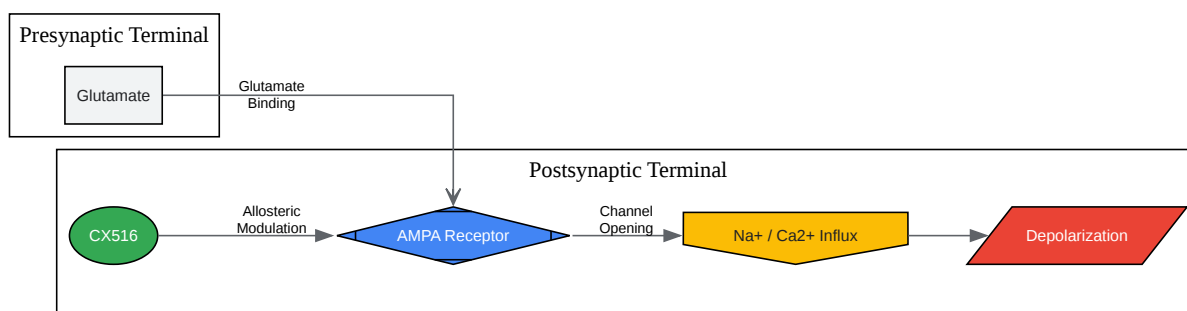 Presynaptic Terminal
Glutamate
Glutamate
Binding
Postsynaptic Terminal
CX516
Allosteric
Modulation
AMPA Receptor
Channel
Opening
Na+ / Ca2+ Influx
Depolarization